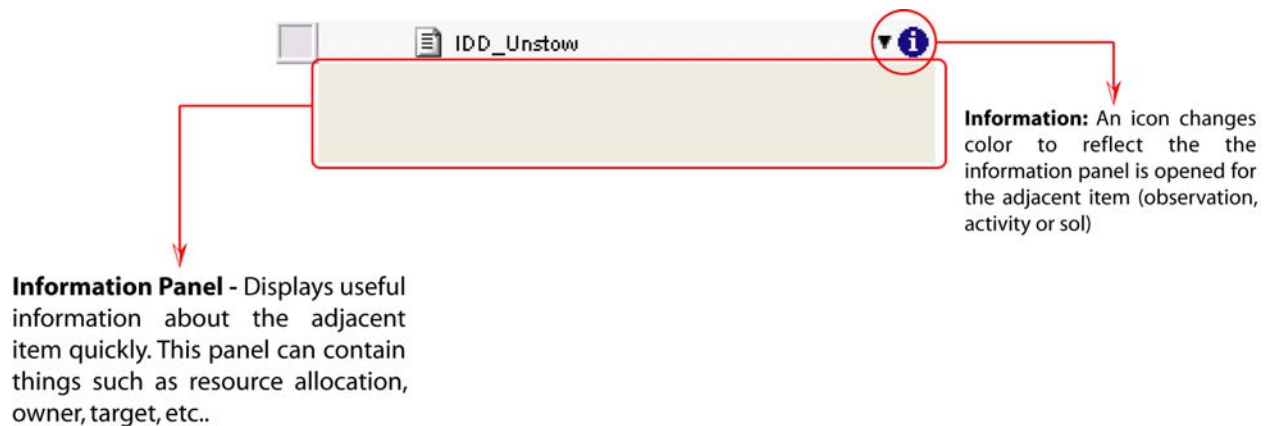 IDD_Unstow
Information: An icon changes
color to reflect the the
information panel is opened for
the adjacent item (observation,
activity or sol)
Information Panel - Displays useful
information about the adjacent
item quickly. This panel can contain
things such as resource allocation,
owner, target, etc..